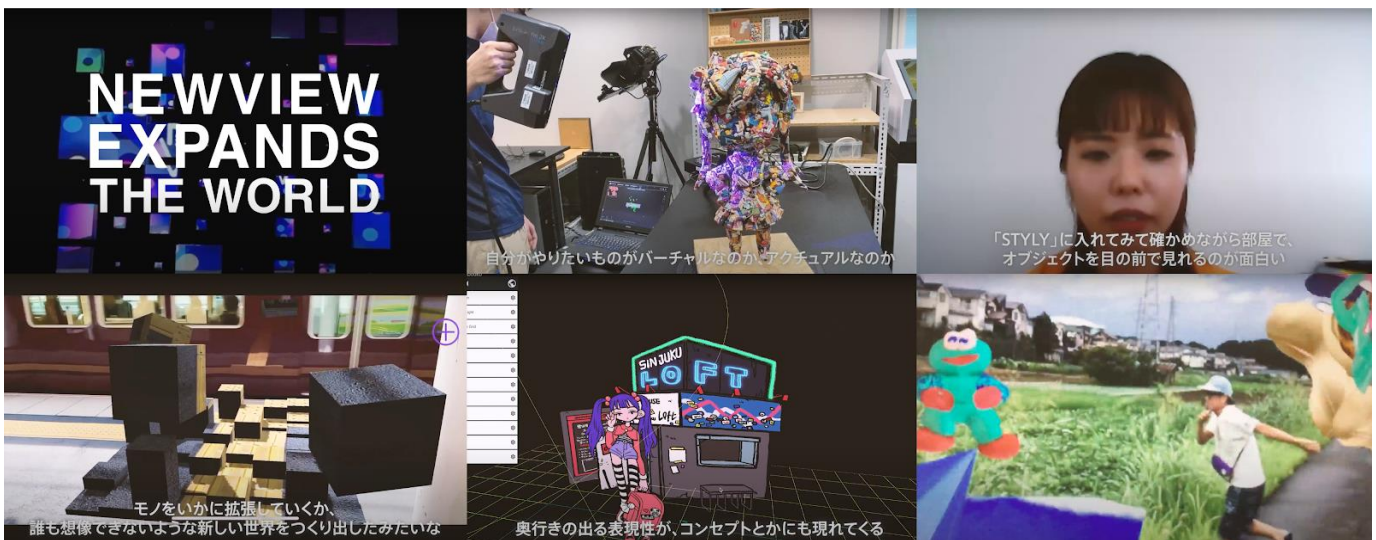 NEWVIEW
EXPANDS
THE WORLD
自分がやりたいものがバーチャルなのか、アクチュアルなのか
「STYLY」に入れてみて確かめながら部屋で、
オブジェクトを目の前で見れるのが面白い
モノをいかに拡張していくか、
誰も想像できないような新しい世界をつくり出したみたいな
SINJUKU
LOFT
奥行きの出る表現性が、コンセプトとかにも現れてくる